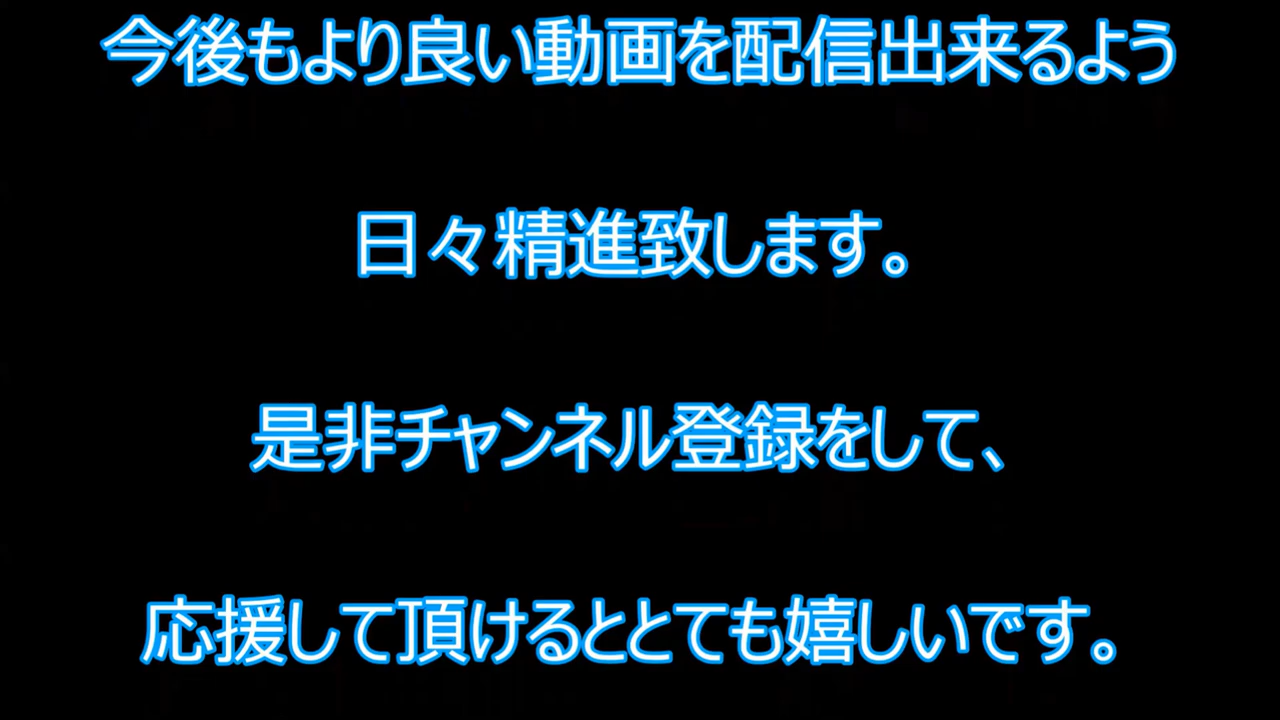 今後もより良い動画を配信出来るよう
日々精進致します。
是非チャンネル登録をして、
応援して頂けるととても嬉しいです。